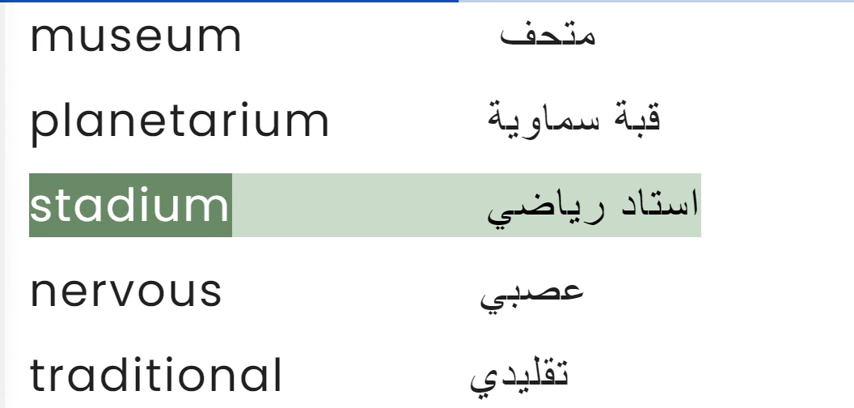 museum متحف
planetarium قبة سماوية
stadium استاد رياضي
nervous عصبي
traditional تقليدي